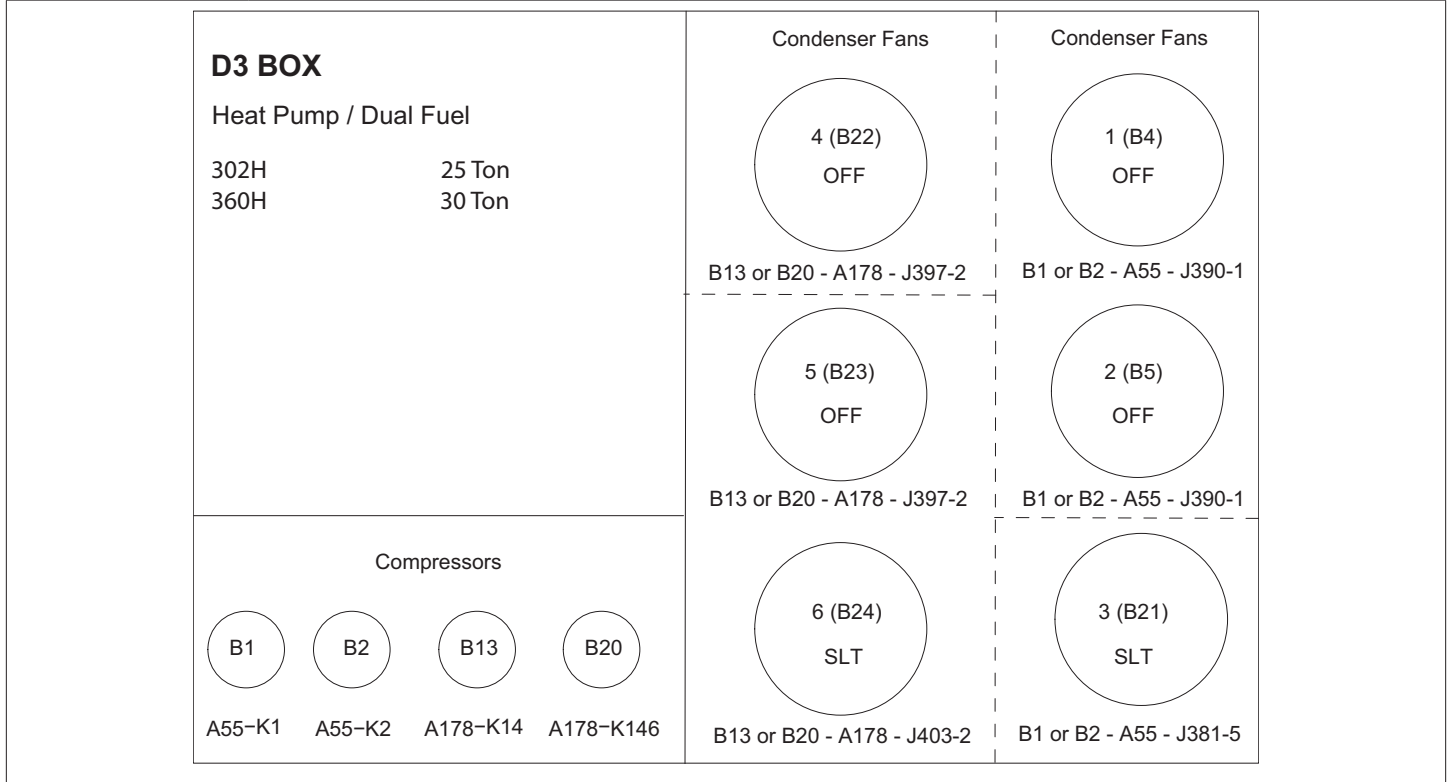 D3 BOX
Heat Pump / Dual Fuel
302H 25 Ton
360H 30 Ton
Compressors
B1 B2 B13 B20
A55−K1 A55−K2 A178−K14 A178−K146
Condenser Fans
4 (B22)
OFF
B13 or B20 - A178 - J397-2
5 (B23)
OFF
B13 or B20 - A178 - J397-2
6 (B24)
SLT
B13 or B20 - A178 - J403-2
Condenser Fans
1 (B4)
OFF
B1 or B2 - A55 - J390-1
2 (B5)
OFF
B1 or B2 - A55 - J390-1
3 (B21)
SLT
B1 or B2 - A55 - J381-5